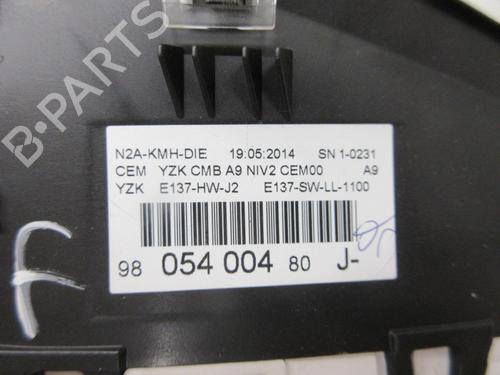 B-PARTS
N2A-KMH-DIE 19:05:2014 SN 1-0231
CEM YZK CMB A9 NIV2 CEM00 A9
YZK E137-HW-J2 E137-SW-LL-1100
98 054 004 80 J-
F